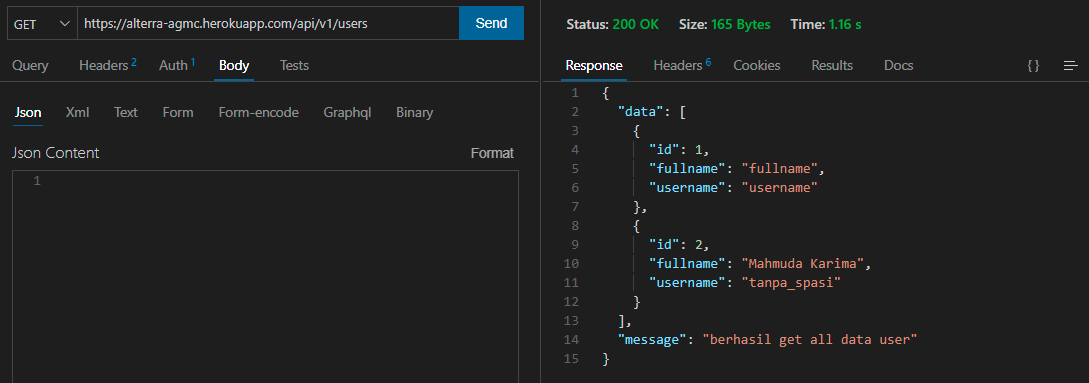 GET https://alterra-agmc.herokuapp.com/api/v1/users Send
Query Headers 2 Auth 1 Body Tests
Json Xml Text Form Form-encode Graphql Binary
Json Content Format
1
Status: 200 OK Size: 165 Bytes Time: 1.16 s
Response Headers 6 Cookies Results Docs {}
1 {
2 "data": [
3 {
4 "id": 1,
5 "fullname": "fullname",
6 "username": "username"
7 },
8 {
9 "id": 2,
10 "fullname": "Mahmuda Karima",
11 "username": "tanpa_spasi"
12 }
13 ],
14 "message": "berhasil get all data user"
15 }